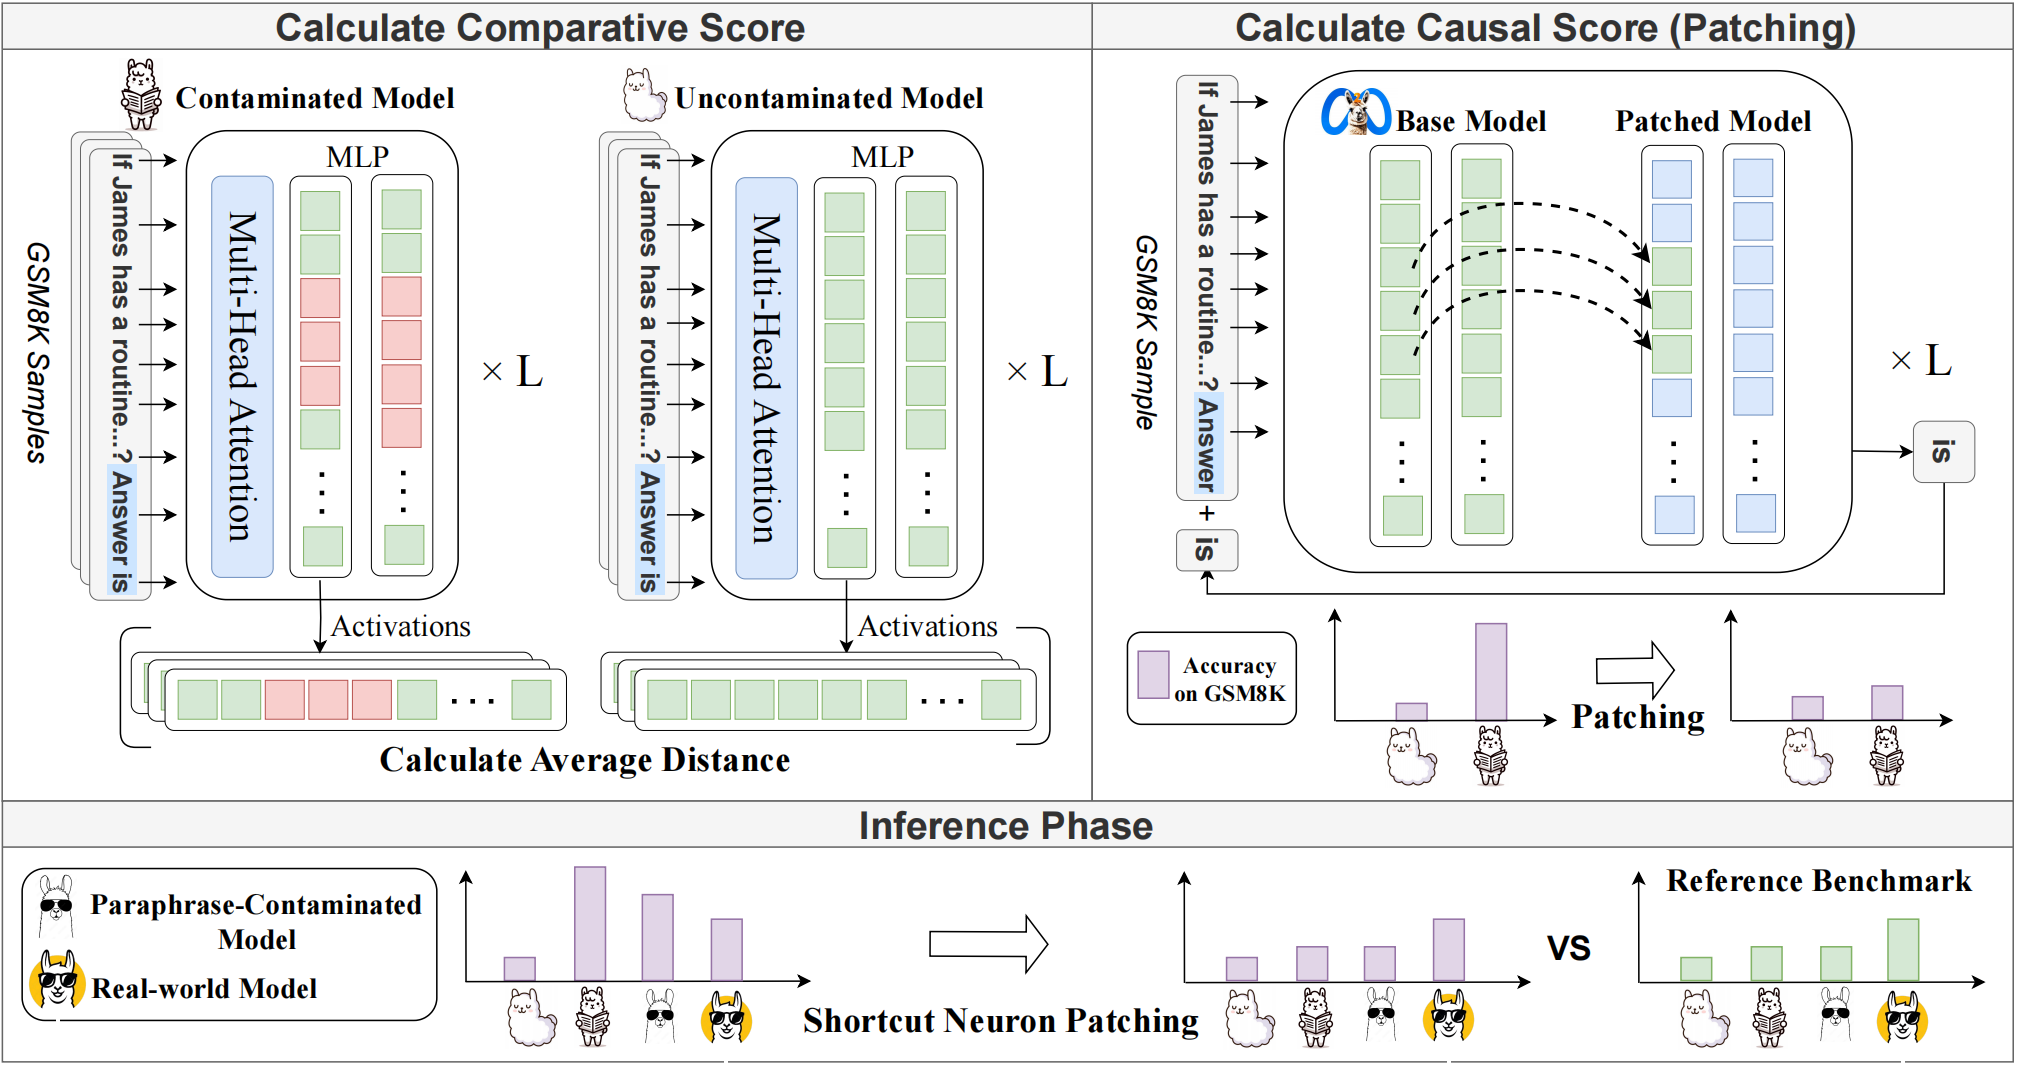 Calculate Comparative Score
Contaminated Model
Uncontaminated Model
GSM8K Samples
If James has a routine...? Answer is
Multi-Head Attention
MLP
× L
If James has a routine...? Answer is
Multi-Head Attention
MLP
× L
Activations
Activations
Calculate Average Distance
Calculate Causal Score (Patching)
GSM8K Sample
If James has a routine...? Answer
+
is
Base Model
Patched Model
× L
is
Accuracy
on GSM8K
Patching
Inference Phase
Paraphrase-Contaminated
Model
Real-world Model
Shortcut Neuron Patching
VS
Reference Benchmark